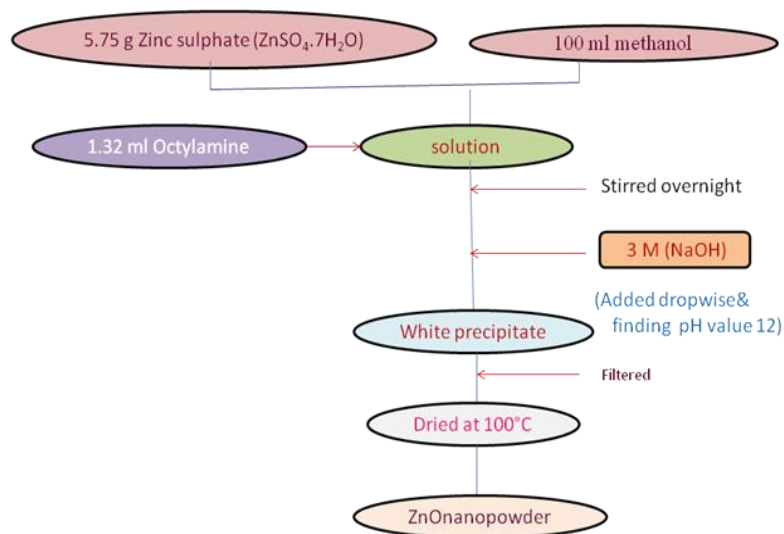 5.75 g Zinc sulphate (ZnSO₄.7H₂O)
100 ml methanol
1.32 ml Octylamine
solution
Stirred overnight
3 M (NaOH)
(Added dropwise&
finding pH value 12)
White precipitate
Filtered
Dried at 100°C
ZnOnanopowder